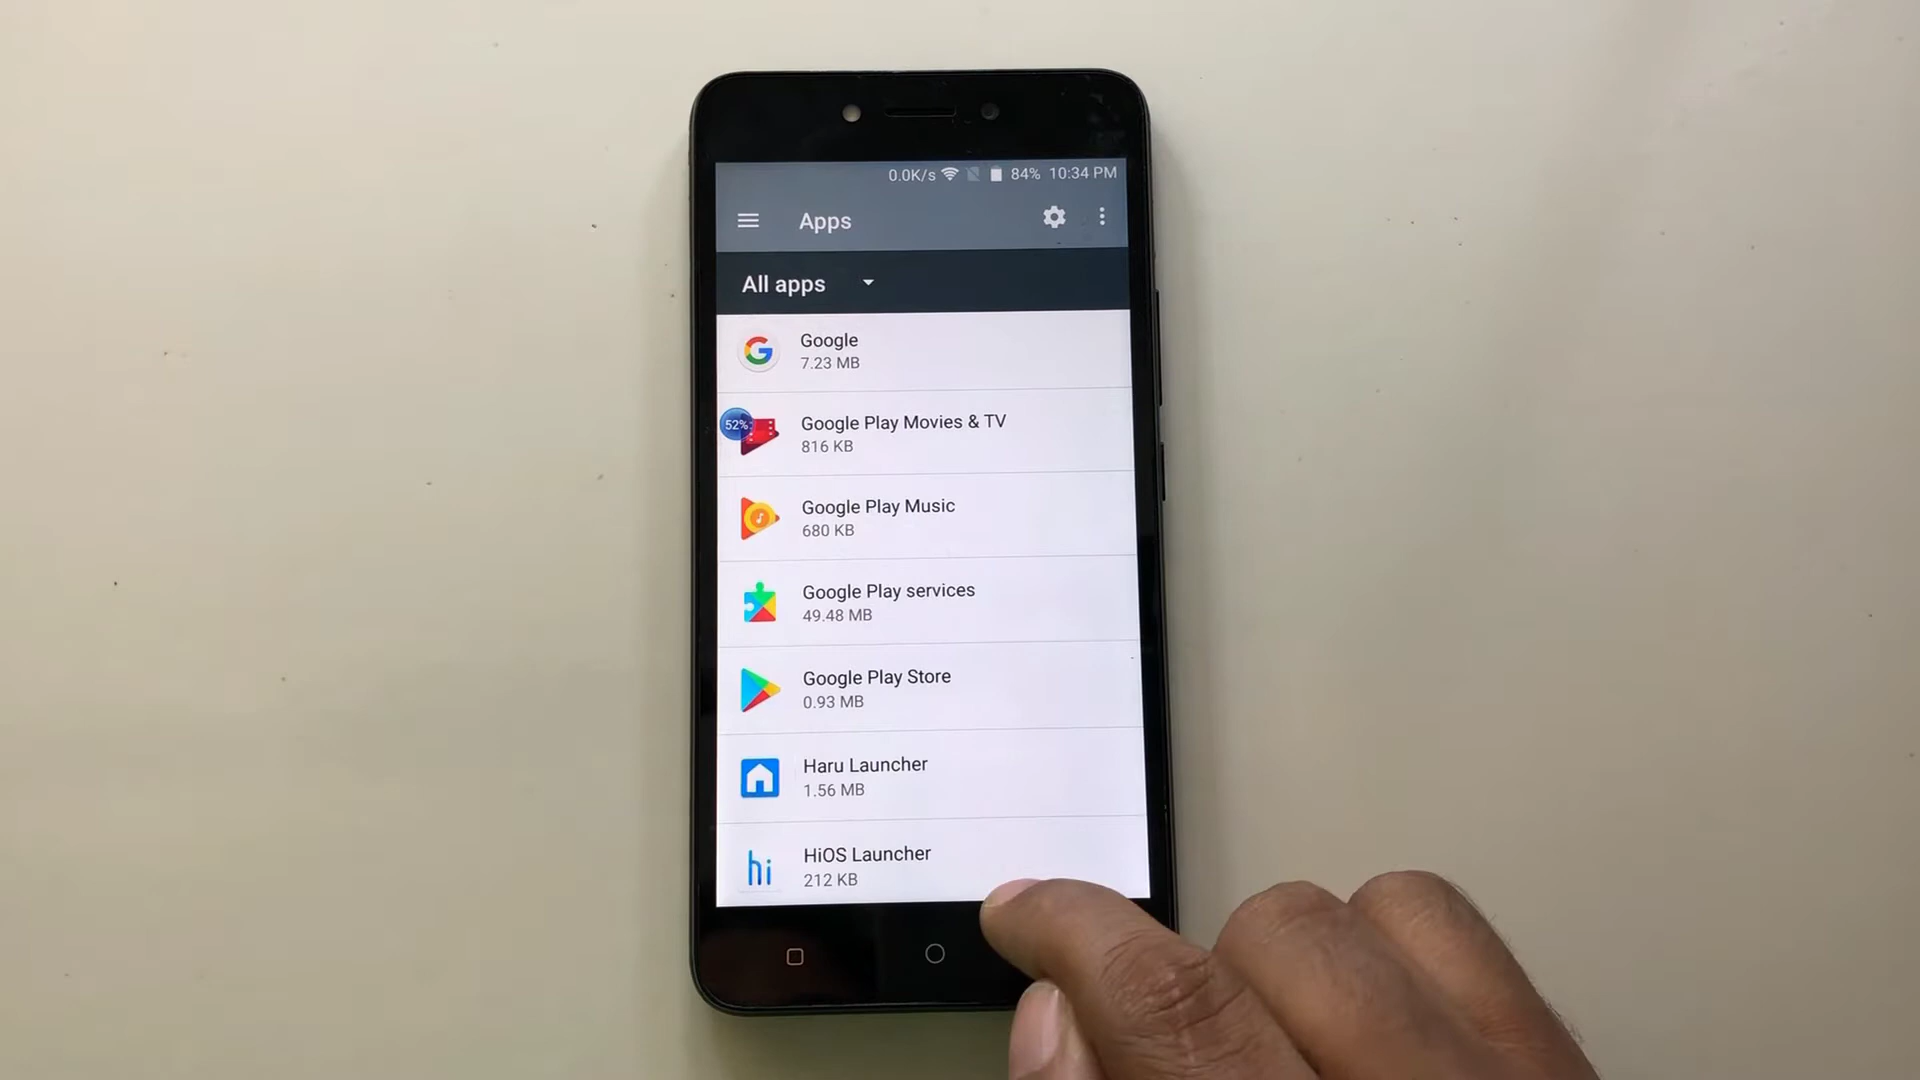 0.0K/s 84% 10:34 PM
Apps
All apps
Google
7.23 MB
52%
Google Play Movies & TV
816 KB
Google Play Music
680 KB
Google Play services
49.48 MB
Google Play Store
0.93 MB
Haru Launcher
1.56 MB
hi
HiOS Launcher
212 KB